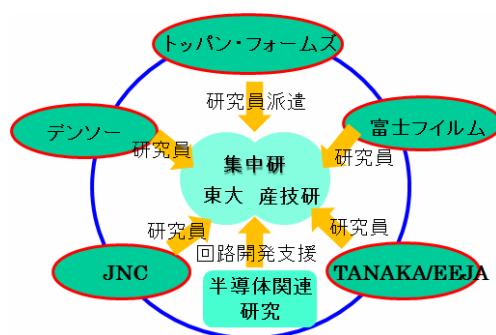 トッパン・フォームズ
研究員派遣
デンソー
富士フイルム
研究員
研究員
集中研
東大 産技研
研究員
研究員
回路開発支援
JNC
TANAKA/EEJA
半導体関連
研究